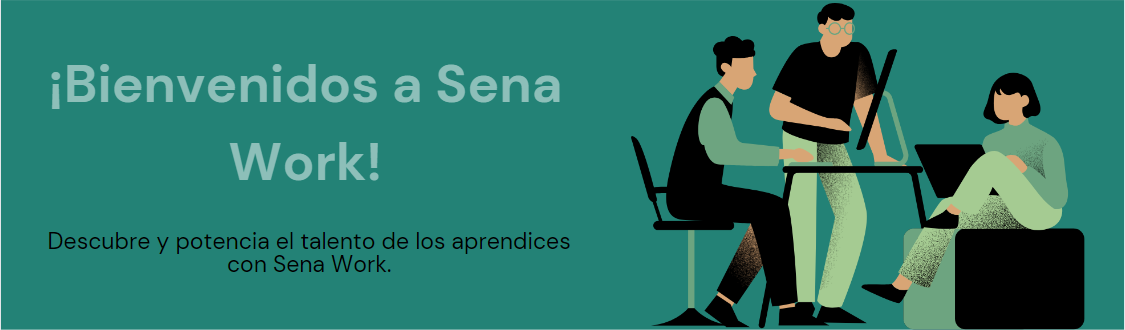 ¡Bienvenidos a Sena
Work!
Descubre y potencia el talento de los aprendices
con Sena Work.